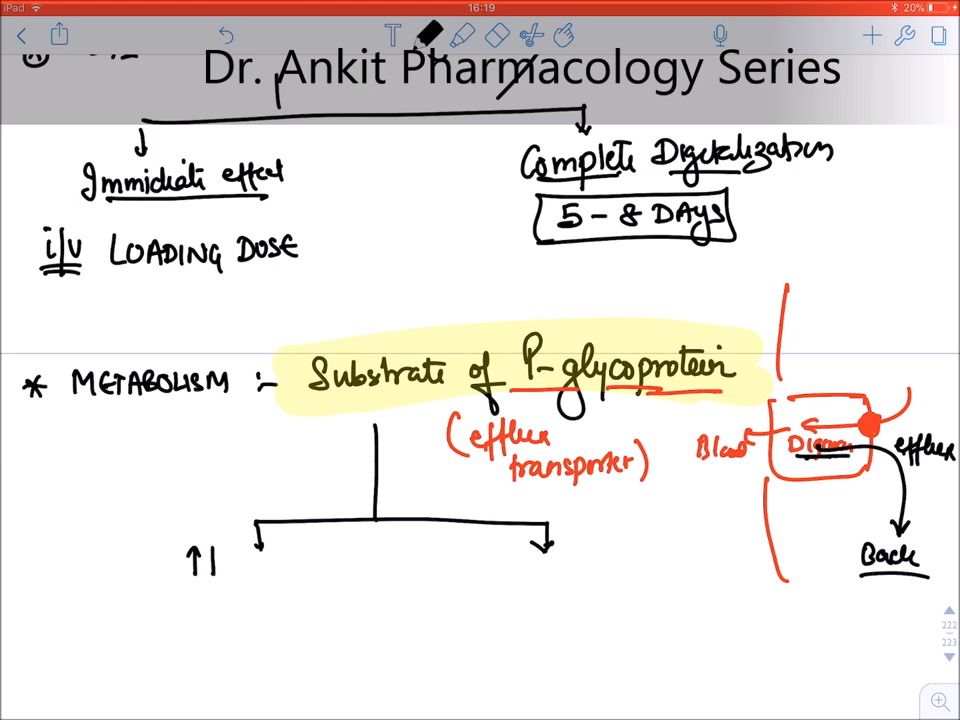 iPad
16:19
20%
T
Dr. Ankit Pharmacology Series
Immidiate effect
Complete Digitalization
5 - 8 DAYS
i/v LOADING DOSE
* METABOLISM :- Substrate of P-glycoprotein
(efflux
transporter)
Blood
efflux
Back
↑
222
223